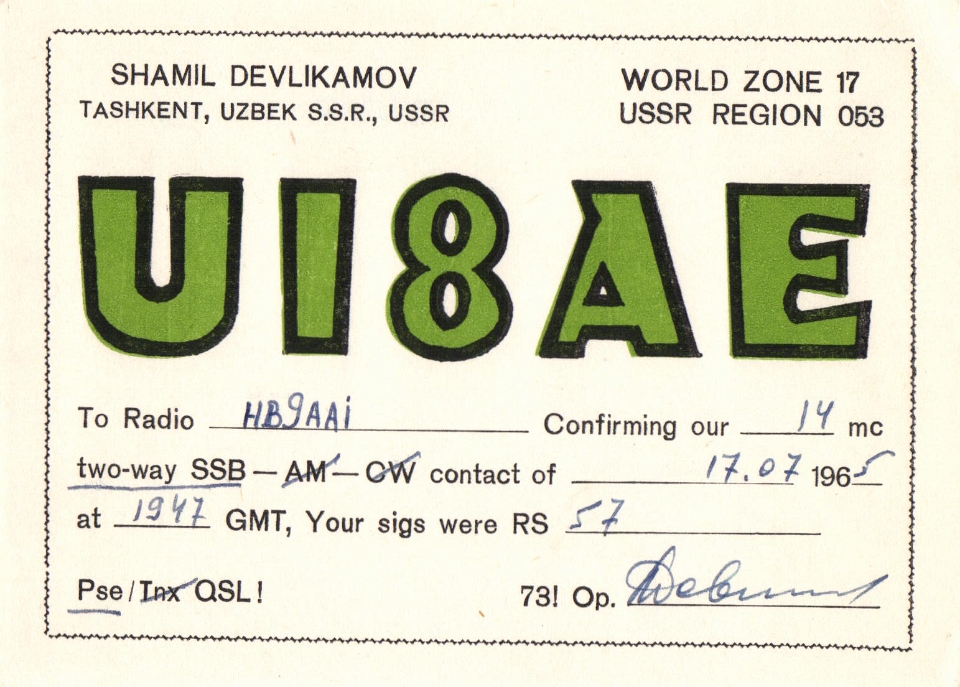 SHAMIL DEVLIKAMOV
TASHKENT, UZBEK S.S.R., USSR
WORLD ZONE 17
USSR REGION 053
UI8AE
To Radio HB9AAi Confirming our 14 mc
two-way SSB — AM — CW contact of 17.07 1965
at 1947 GMT, Your sigs were RS 57
Pse / Tnx QSL! 73! Op.